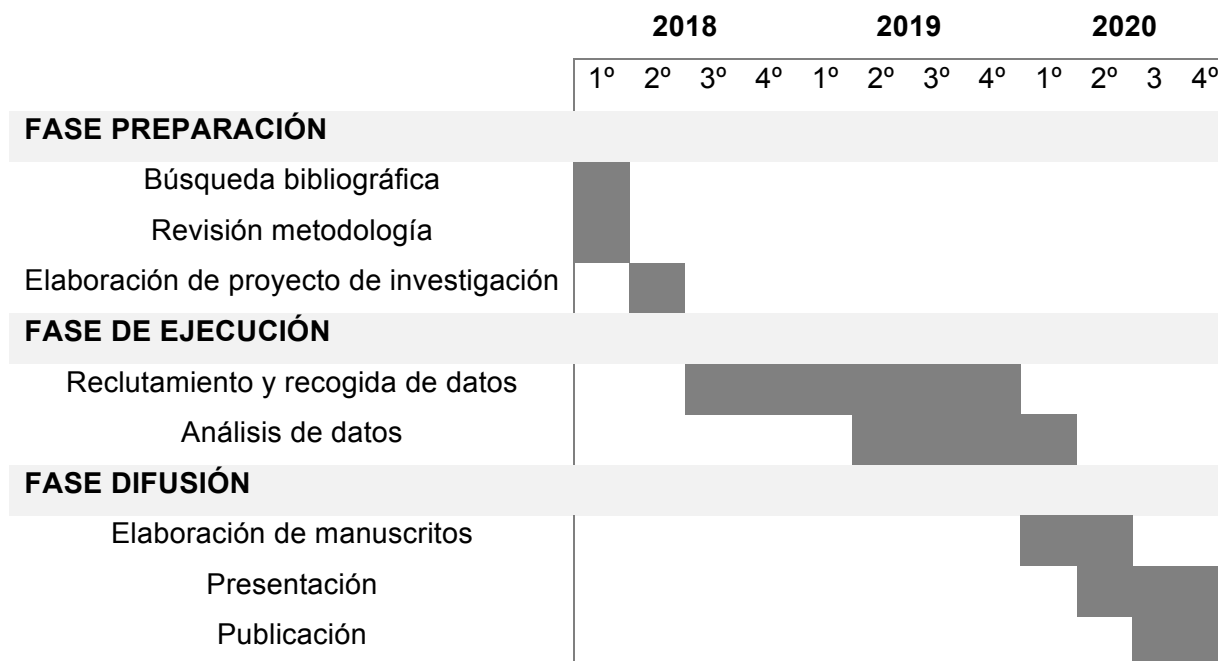 2018 2019 2020
1º 2º 3º 4º 1º 2º 3º 4º 1º 2º 3 4º
FASE PREPARACIÓN
Búsqueda bibliográfica
Revisión metodología
Elaboración de proyecto de investigación
FASE DE EJECUCIÓN
Reclutamiento y recogida de datos
Análisis de datos
FASE DIFUSIÓN
Elaboración de manuscritos
Presentación
Publicación